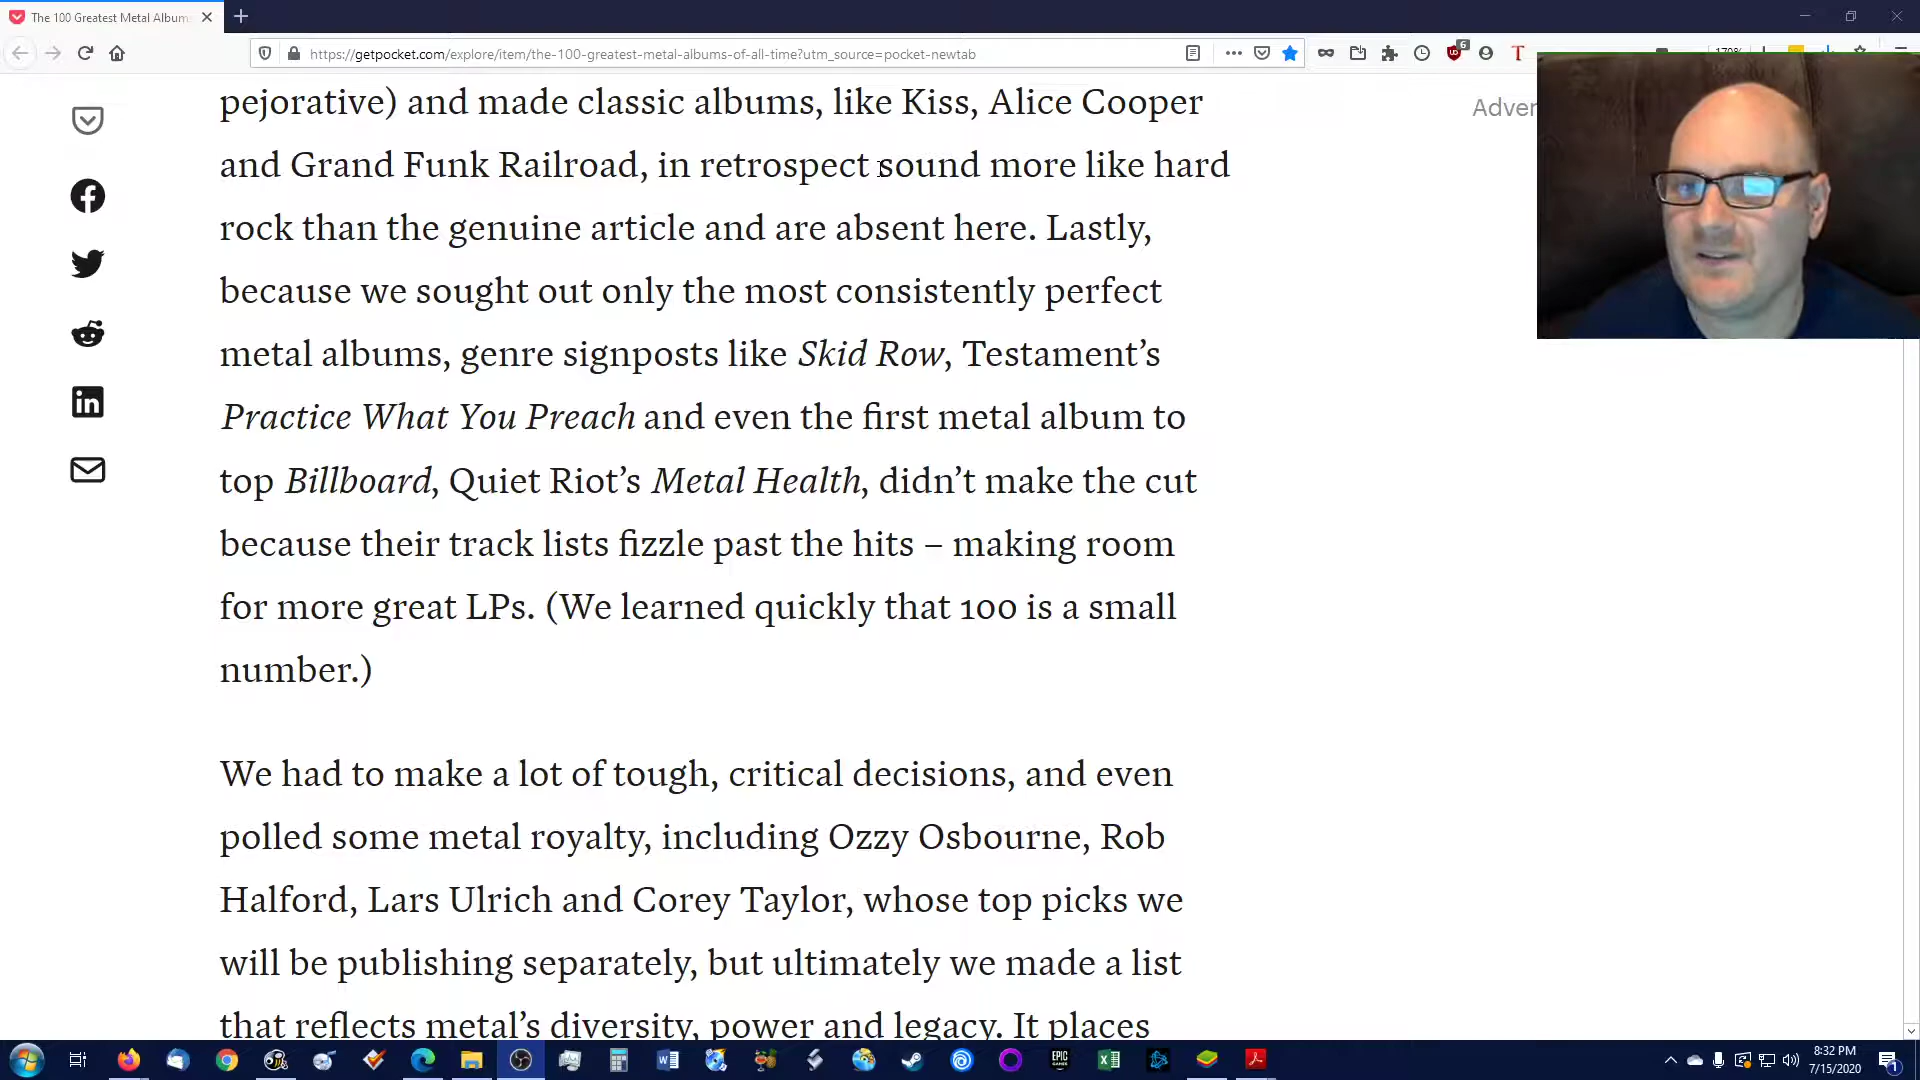 The 100 Greatest Metal Album
https://getpocket.com/explore/item/the-100-greatest-metal-albums-of-all-time?utm_source=pocket-newtab
6
pejorative) and made classic albums, like Kiss, Alice Cooper
and Grand Funk Railroad, in retrospect sound more like hard
rock than the genuine article and are absent here. Lastly,
because we sought out only the most consistently perfect
metal albums, genre signposts like Skid Row, Testament’s
Practice What You Preach and even the first metal album to
top Billboard, Quiet Riot’s Metal Health, didn’t make the cut
because their track lists fizzle past the hits – making room
for more great LPs. (We learned quickly that 100 is a small
number.)
We had to make a lot of tough, critical decisions, and even
polled some metal royalty, including Ozzy Osbourne, Rob
Halford, Lars Ulrich and Corey Taylor, whose top picks we
will be publishing separately, but ultimately we made a list
that reflects metal’s diversity, power and legacy. It places
Adver
8:32 PM
7/15/2020
1